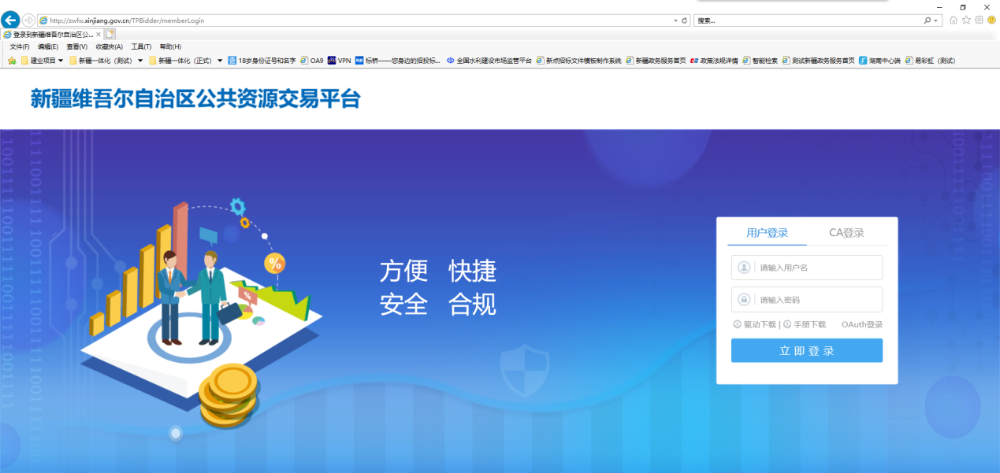 http://zwfw.xinjiang.gov.cn/TPBidder/memberLogin
搜索...
登录到新疆维吾尔自治区公...
文件(F) 编辑(E) 查看(V) 收藏夹(A) 工具(T) 帮助(H)
建业项目 新疆一体化（测试） 新疆一体化（正式） 18岁身份证号和名字 OA9 VPN 标桥——您身边的招投标... 全国水利建设市场监管平台 新点招标文件模板制作系统 新疆政务服务首页 政策法规详情 智能检索 测试新疆政务服务首页 湖南中心端 易彩虹（测试）
新疆维吾尔自治区公共资源交易平台
方便 快捷
安全 合规
用户登录 CA登录
请输入用户名
请输入密码
驱动下载 | 手册下载 OAuth登录
立即登录
%
%